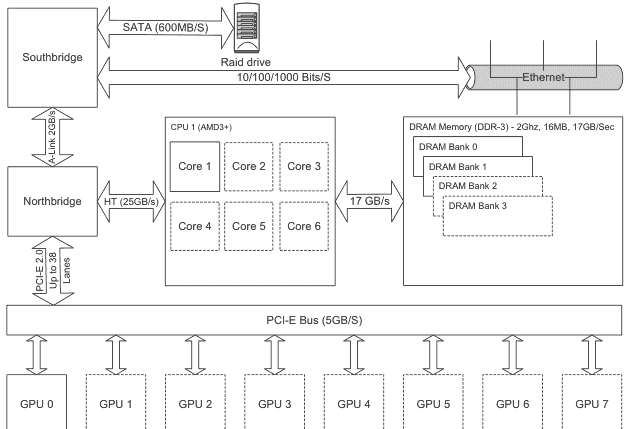 SATA (600MB/S)
Southbridge
Raid drive
10/100/1000 Bits/S
Ethernet
A-Link 2GB/s
CPU 1 (AMD3+)
DRAM Memory (DDR-3) - 2Ghz, 16MB, 17GB/Sec
Core 1
Core 2
Core 3
DRAM Bank 0
DRAM Bank 1
DRAM Bank 2
DRAM Bank 3
Northbridge
HT (25GB/s)
17 GB/s
Core 4
Core 5
Core 6
PCI-E 2.0
Up to 38
Lanes
PCI-E Bus (5GB/S)
GPU 0
GPU 1
GPU 2
GPU 3
GPU 4
GPU 5
GPU 6
GPU 7